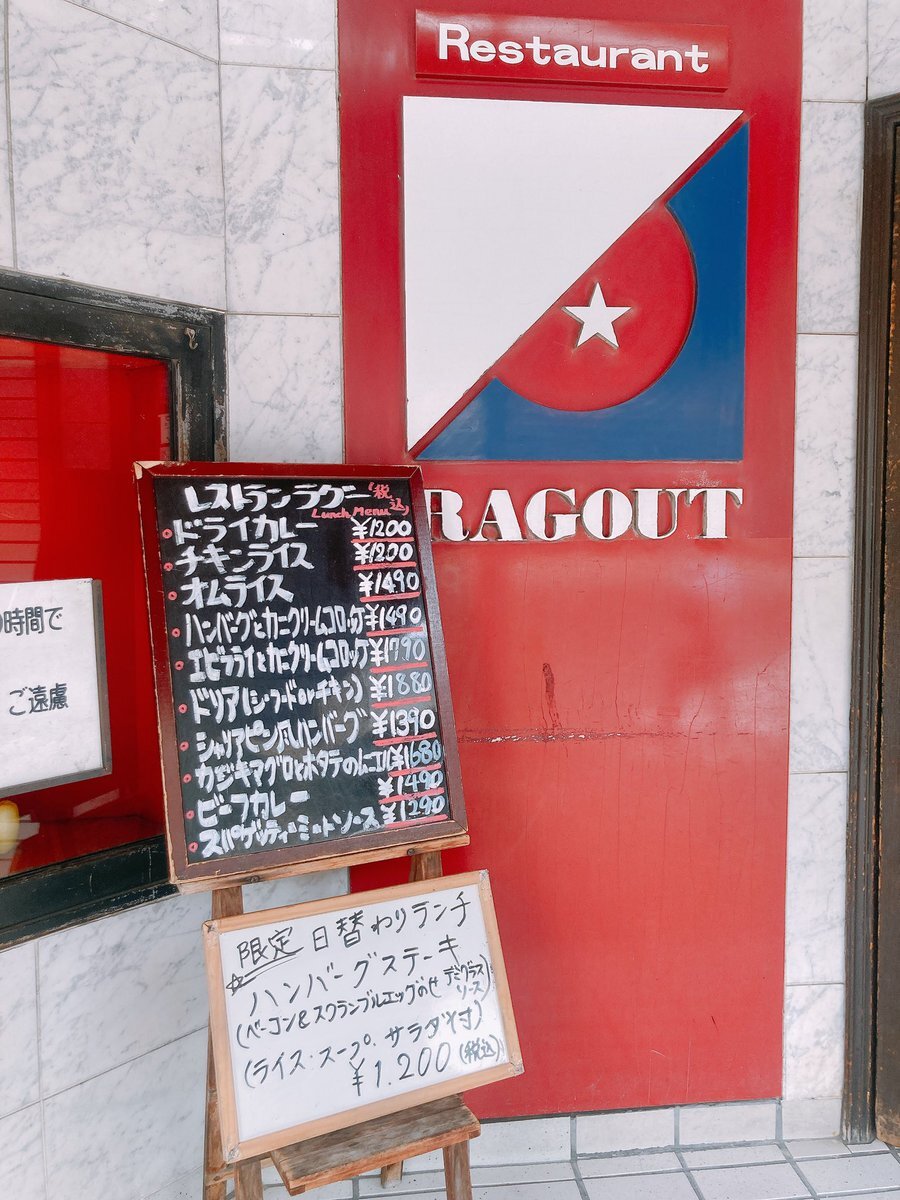 Restaurant
RAGOUT
レストランラグー「税込」
Lunch Menu
ドライカレー ¥1200
チキンライス ¥1200
オムライス ¥1490
ハンバーグとカニクリームコロッケ ¥1490
エビフライとカニクリームコロッケ ¥1790
ドリア(シーフードorチキン) ¥1880
シャリアピン風ハンバーグ ¥1390
カジキマグロとホタテのムニエル ¥1680
ビーフカレー ¥1490
スパゲッティーミートソース ¥1290
時間で
ご遠慮
☆限定 日替わりランチ
ハンバーグステーキ
(ベーコン&スクランブルエッグのせ デミグラスソース)
(ライス・スープ・サラダ付)
¥1.200(税込)